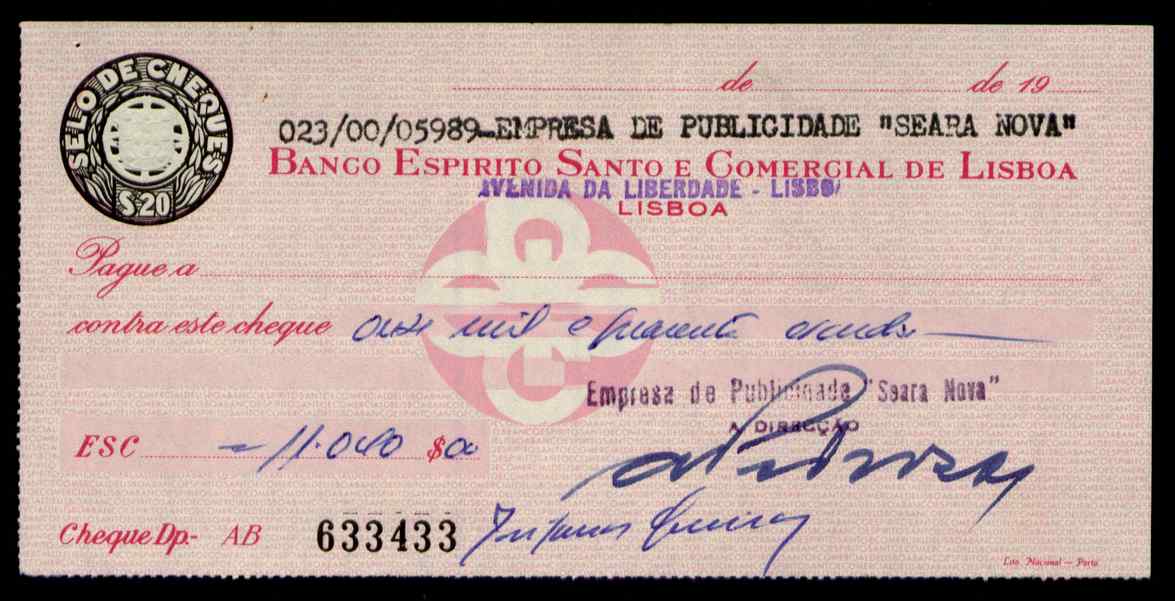 SELO DE CHEQUES
$20
de de 19
023/00/05989-EMPRESA DE PUBLICIDADE "SEARA NOVA"
BANCO ESPIRITO SANTO E COMERCIAL DE LISBOA
AVENIDA DA LIBERDADE - LISBO
LISBOA
Pague a
contra este cheque onze mil e quarenta escudos
Empresa de Publicidade "Seara Nova"
A DIRECÇÃO
ESC 11.040 $00
Cheque Dp.- AB 633433
Lito. Nacional — Porto